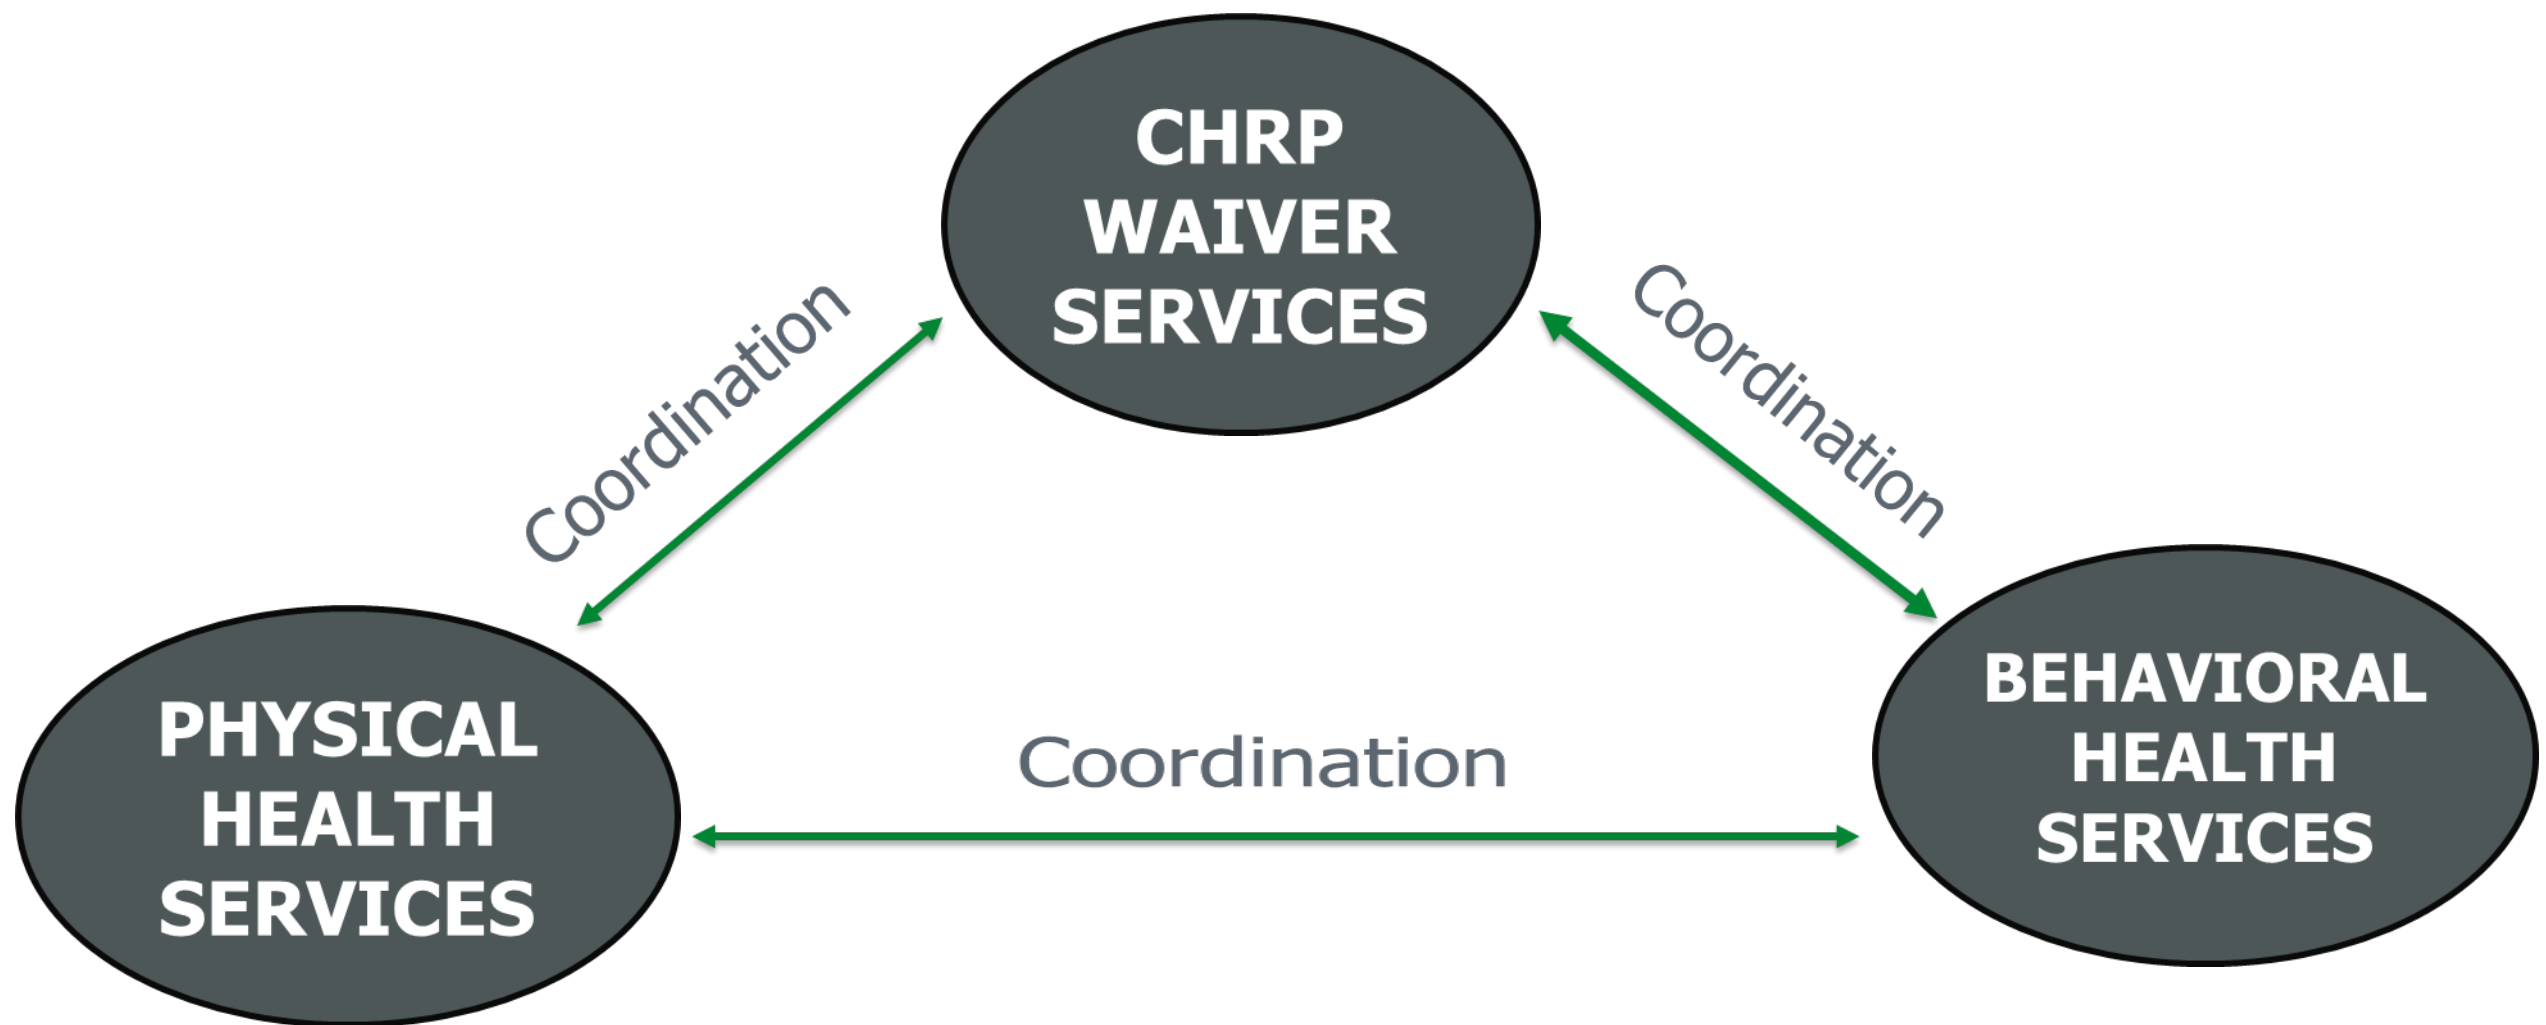 CHRP
WAIVER
SERVICES
Coordination
Coordination
PHYSICAL
HEALTH
SERVICES
Coordination
BEHAVIORAL
HEALTH
SERVICES